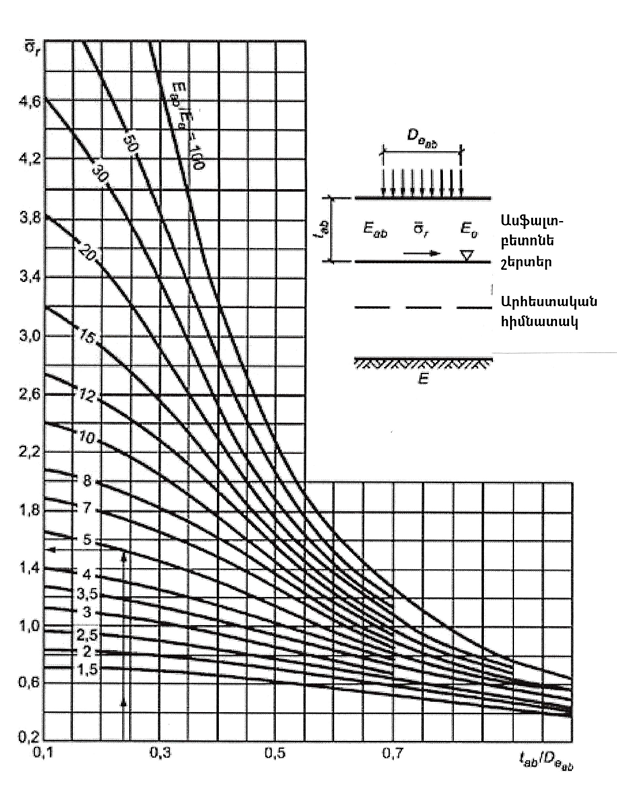 σ̄r
4,6
4,2
3,8
3,4
3,0
2,6
2,2
1,8
1,4
1,0
0,6
0,2
0,1
0,3
0,5
0,7
tab/Deab
Eab/Eo = 100
50
30
20
15
12
10
8
7
5
4
3,5
3
2,5
2
1,5
Deab
tab
Eab σ̄r Eo
Ասֆալտ-
բետոնե
շերտեր
Արհեստական
հիմնատակ
E